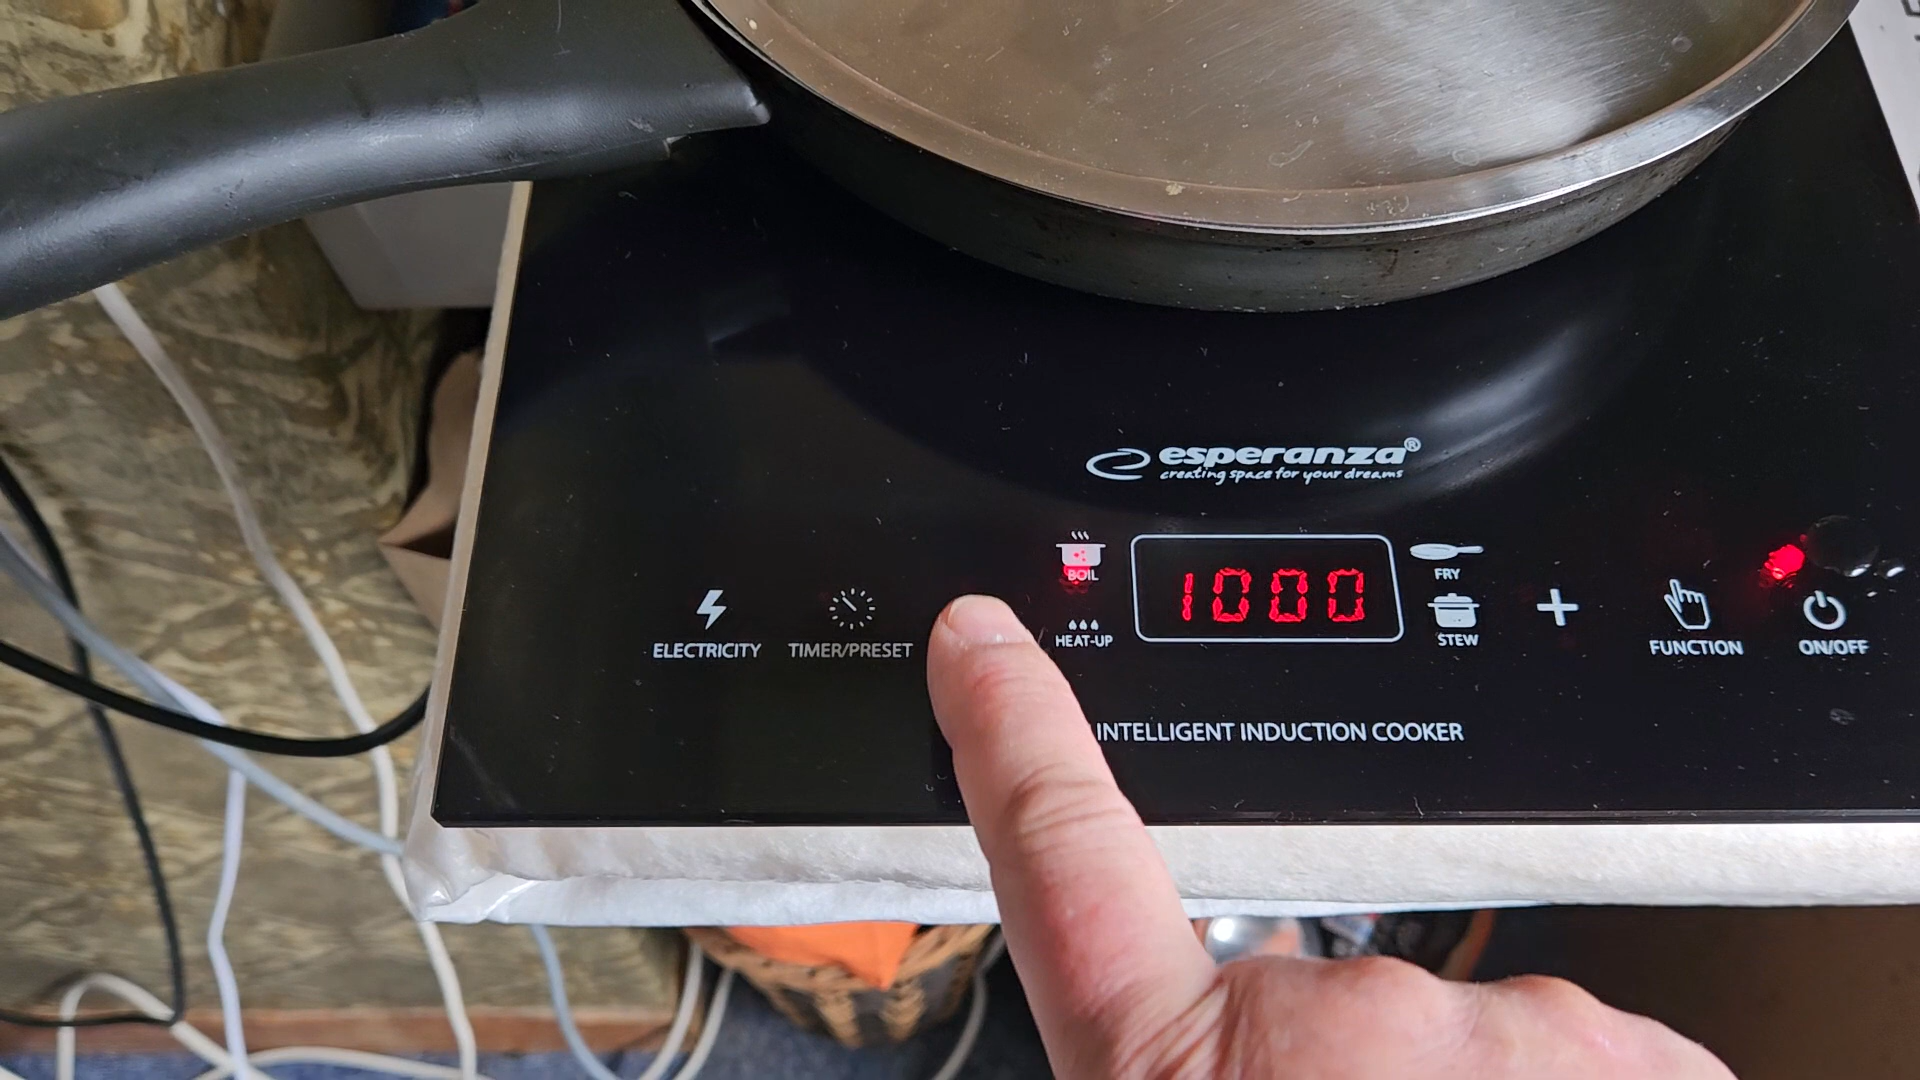 esperanza®
creating space for your dreams
BOIL
1000
FRY
HEAT-UP
STEW
+
ELECTRICITY
TIMER/PRESET
FUNCTION
ON/OFF
INTELLIGENT INDUCTION COOKER